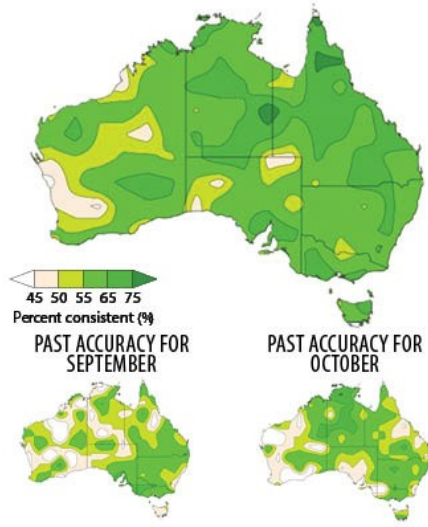 45 50 55 65 75
Percent consistent (%)
PAST ACCURACY FOR
SEPTEMBER
PAST ACCURACY FOR
OCTOBER